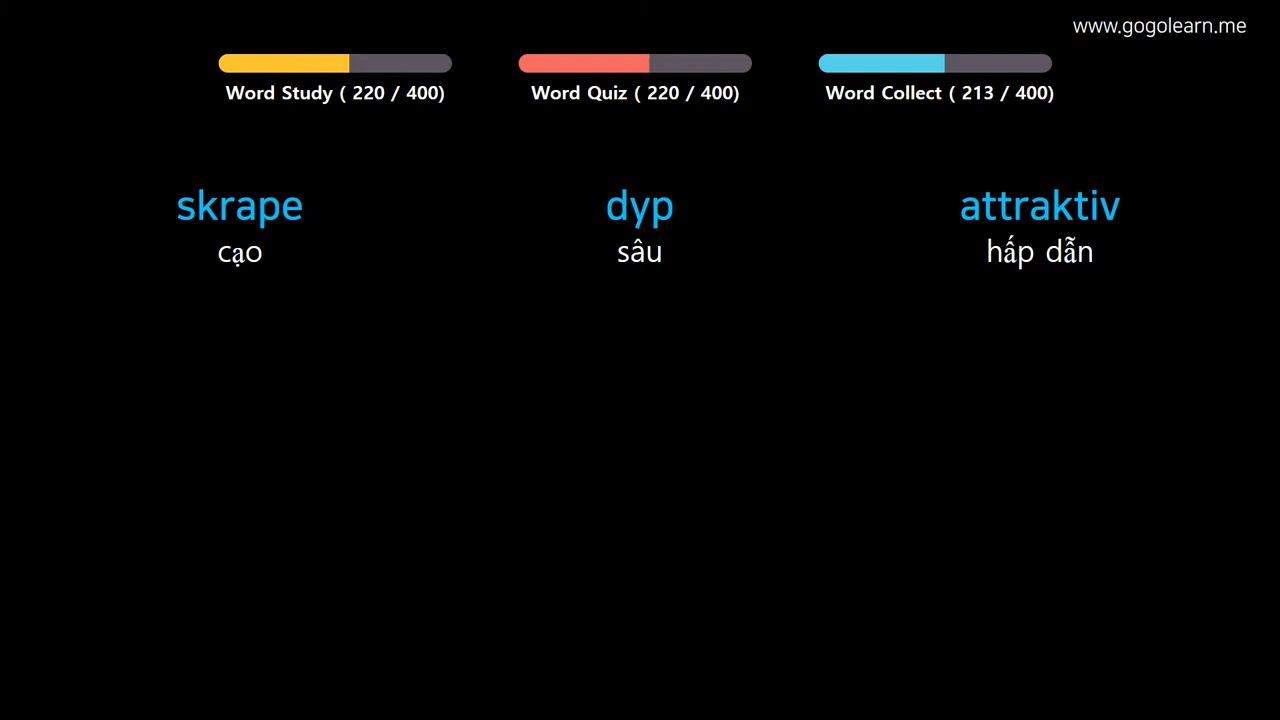 www.gogolearn.me
Word Study ( 220 / 400)
Word Quiz ( 220 / 400)
Word Collect ( 213 / 400)
skrape
cạo
dyp
sâu
attraktiv
hấp dẫn